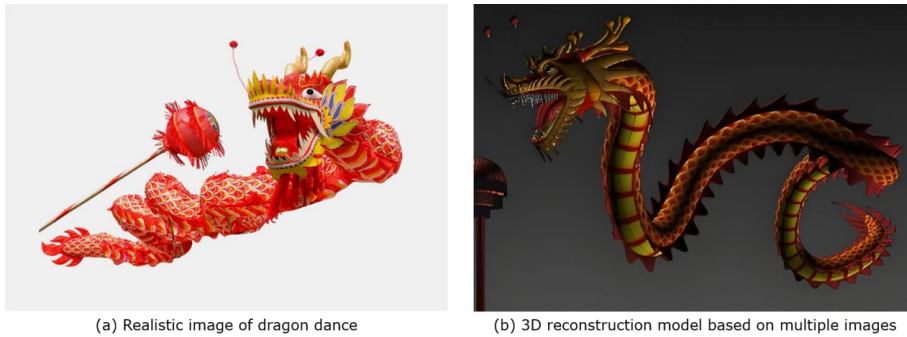 (a) Realistic image of dragon dance
(b) 3D reconstruction model based on multiple images